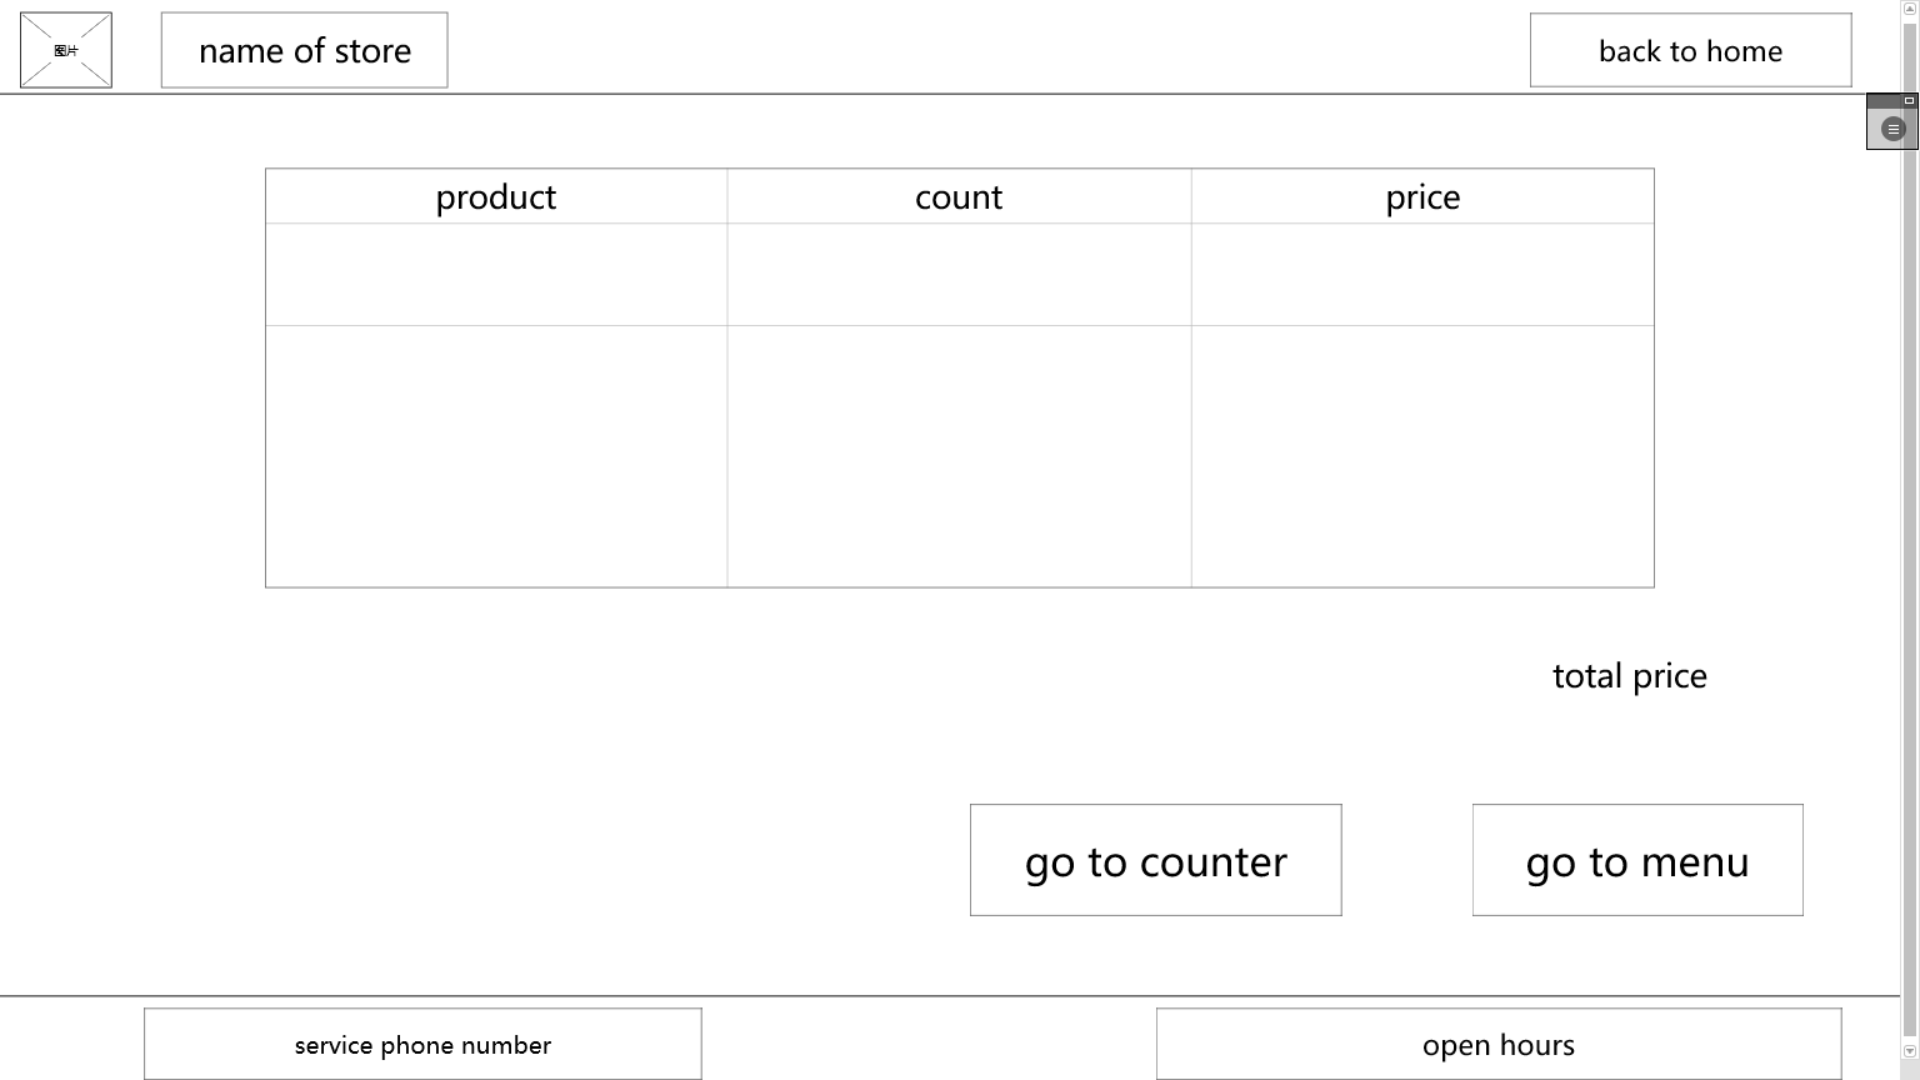 图片
name of store
back to home
product count price
total price
go to counter
go to menu
service phone number
open hours